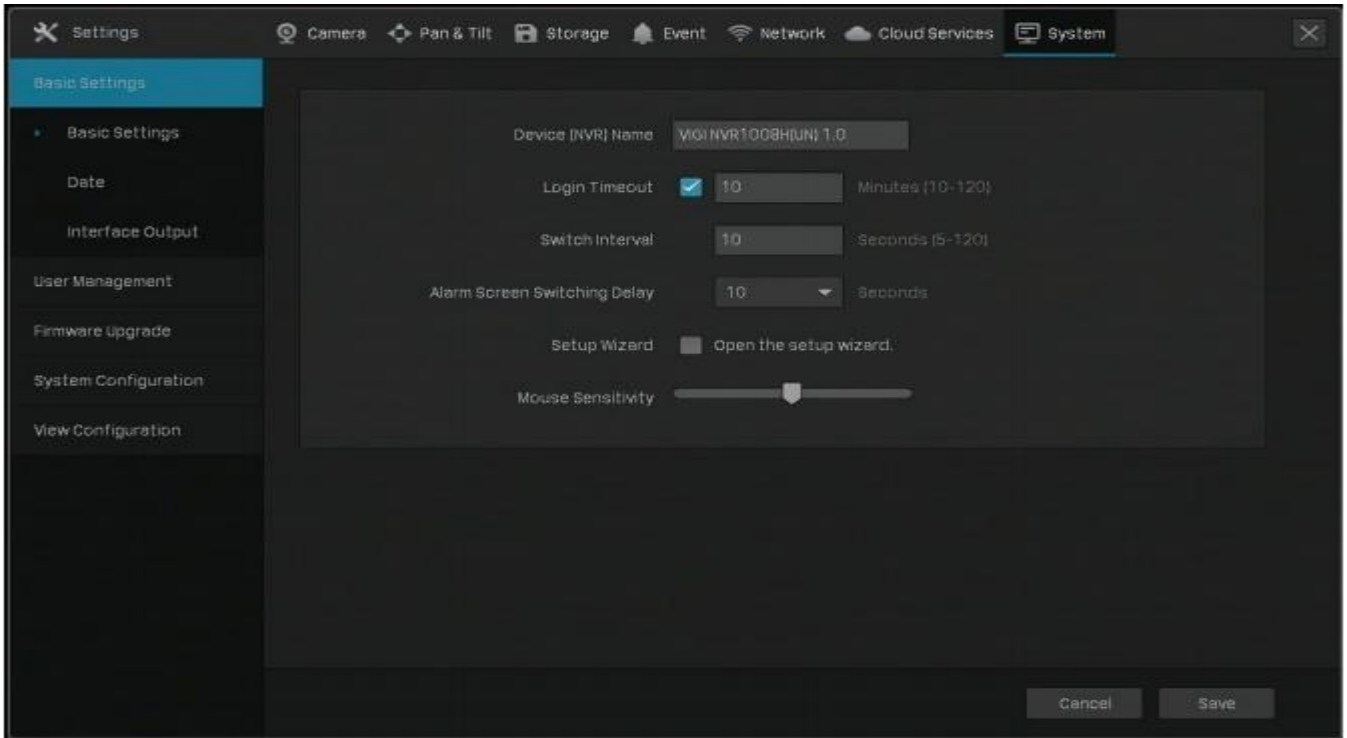 Settings
Camera
Pan & Tilt
Storage
Event
Network
Cloud Services
System
Basic Settings
Basic Settings
Date
Interface Output
User Management
Firmware Upgrade
System Configuration
View Configuration
Device (NVR) Name VIGI NVR1008H(UN) 1.0
Login Timeout 10 Minutes (10-120)
Switch Interval 10 Seconds (5-120)
Alarm Screen Switching Delay 10 Seconds
Setup Wizard Open the setup wizard.
Mouse Sensitivity
Cancel
Save